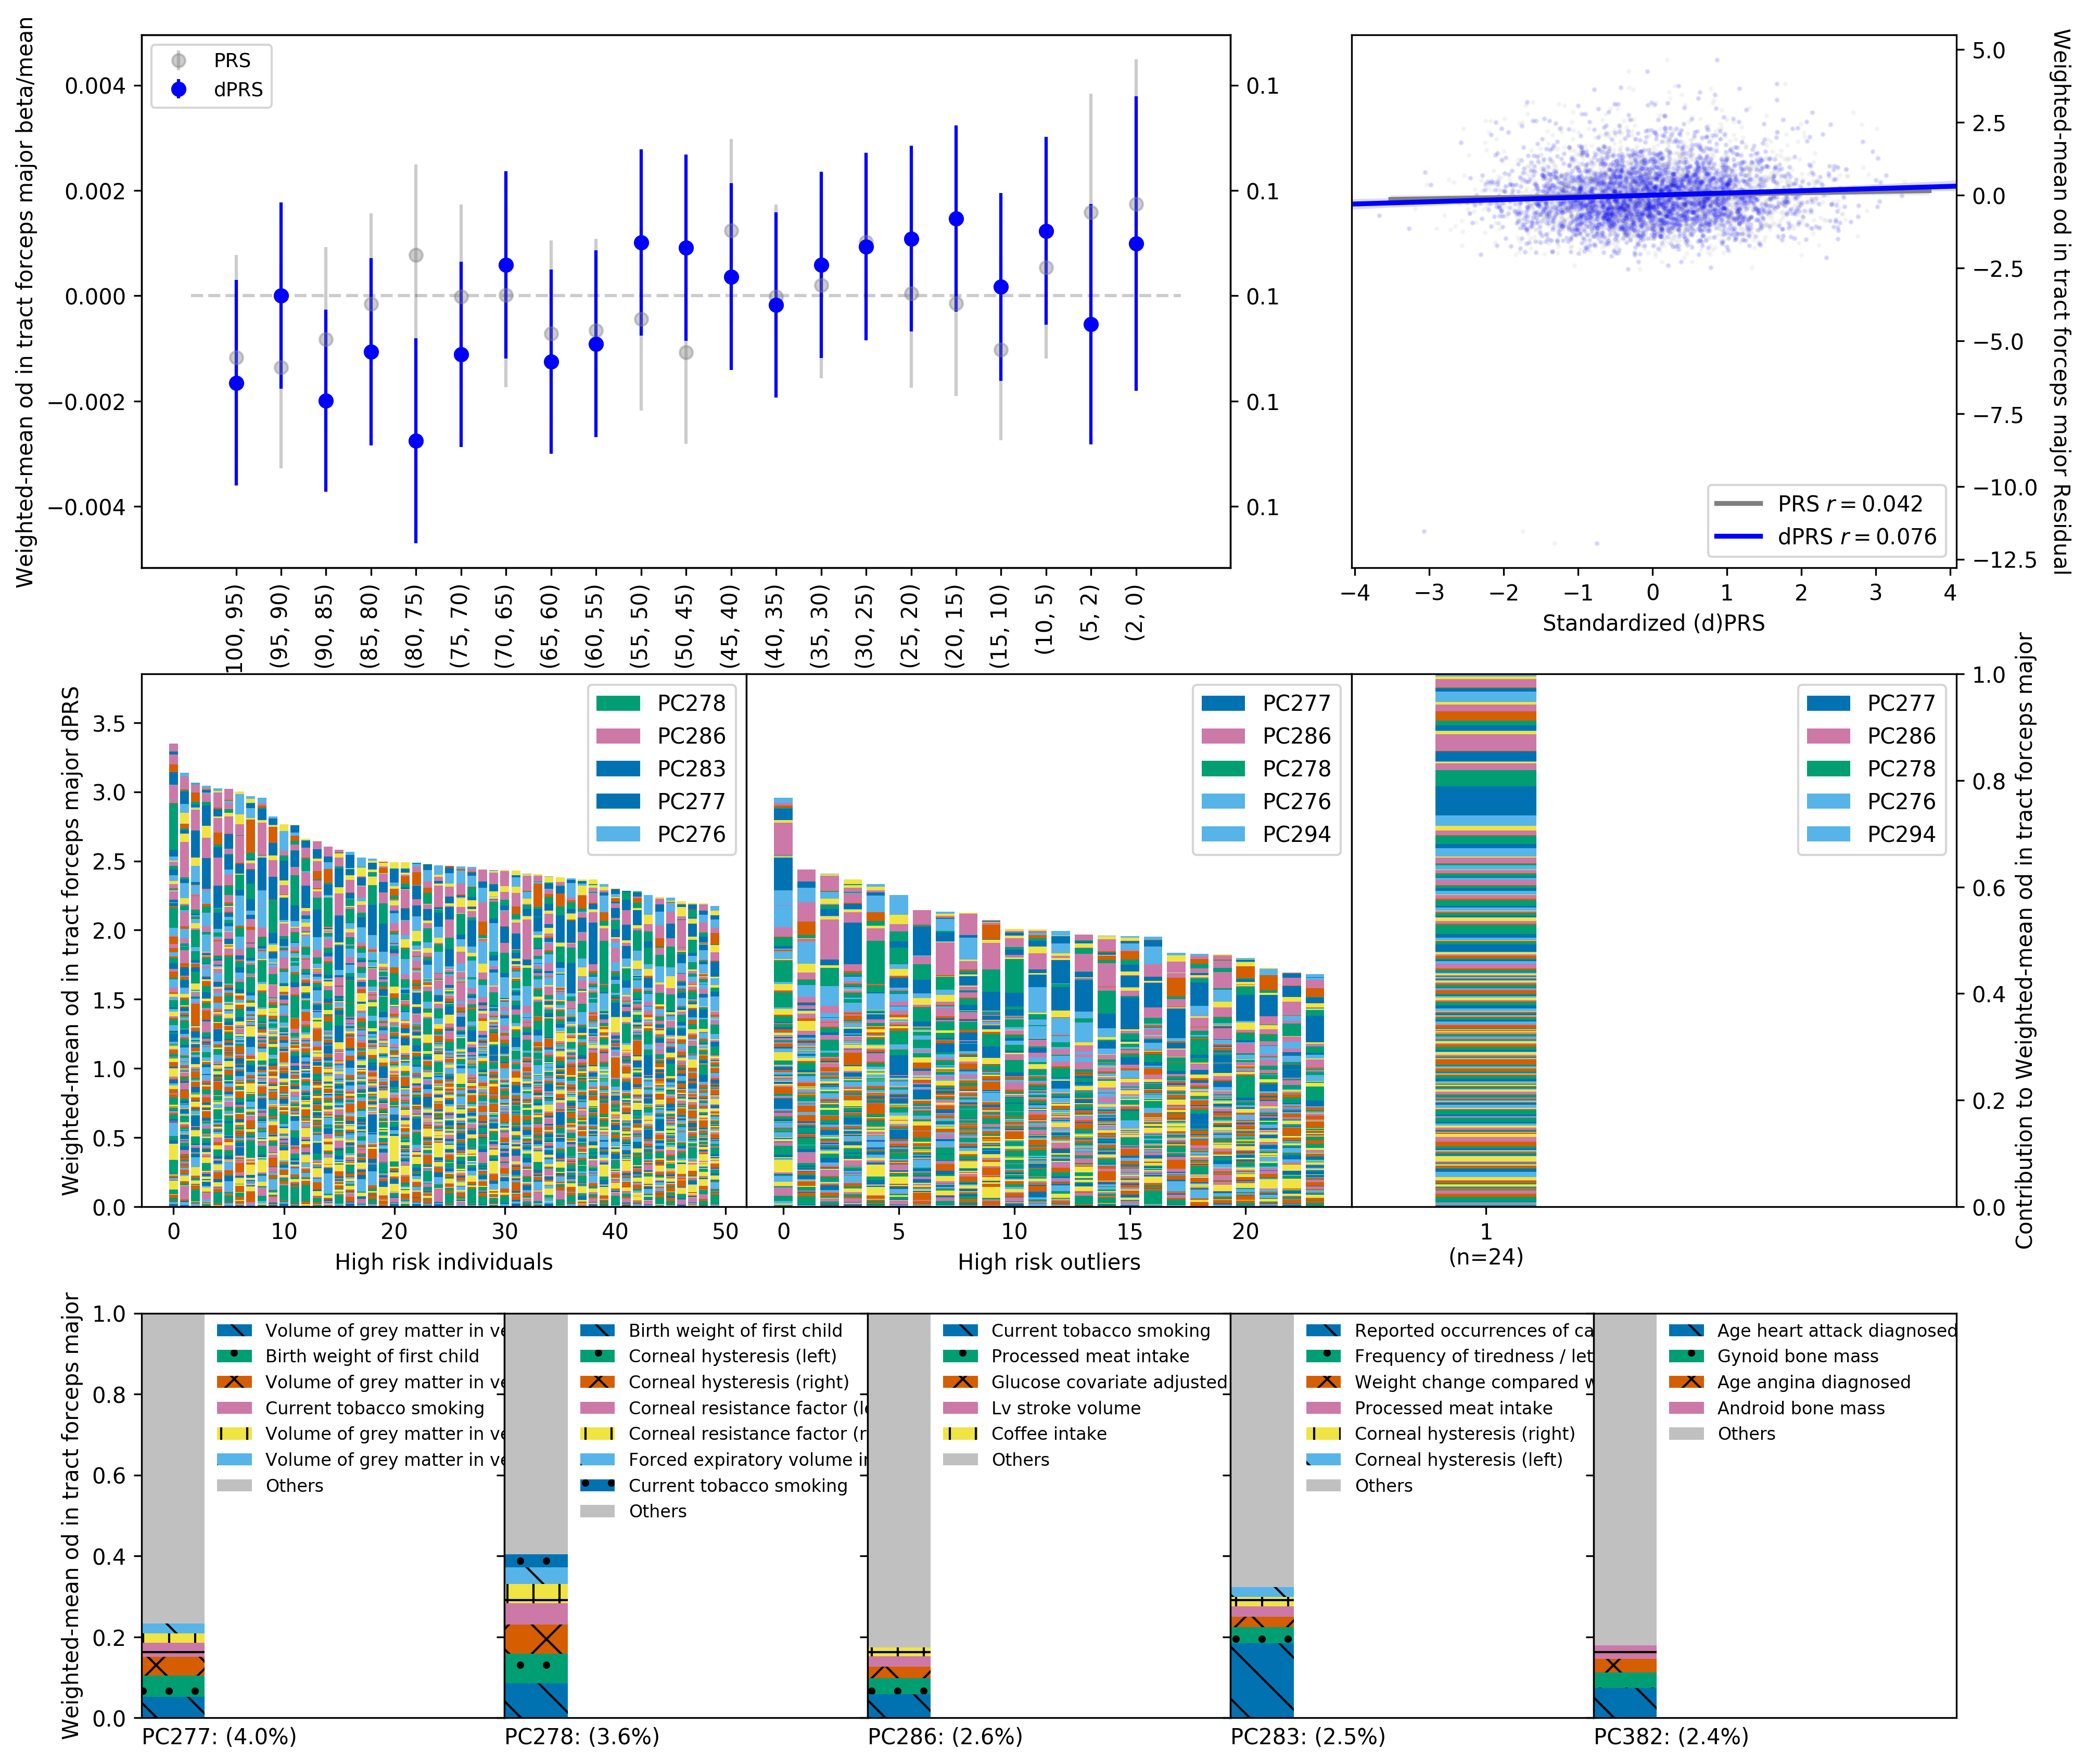 Weighted-mean od in tract forceps major beta/mean
0.004
0.002
0.000
−0.002
−0.004
PRS
dPRS
0.1
0.1
0.1
0.1
0.1
100, 95)
(95, 90)
(90, 85)
(85, 80)
(80, 75)
(75, 70)
(70, 65)
(65, 60)
(60, 55)
(55, 50)
(50, 45)
(45, 40)
(40, 35)
(35, 30)
(30, 25)
(25, 20)
(20, 15)
(15, 10)
(10, 5)
(5, 2)
(2, 0)
Weighted-mean od in tract forceps major Residual
5.0
2.5
0.0
−2.5
−5.0
−7.5
−10.0
−12.5
PRS r = 0.042
dPRS r = 0.076
−4 −3 −2 −1 0 1 2 3 4
Standardized (d)PRS
Weighted-mean od in tract forceps major dPRS
3.5
3.0
2.5
2.0
1.5
1.0
0.5
0.0
PC278
PC286
PC283
PC277
PC276
0 10 20 30 40 50
High risk individuals
PC277
PC286
PC278
PC276
PC294
0 5 10 15 20
High risk outliers
PC277
PC286
PC278
PC276
PC294
1
(n=24)
1.0
0.8
0.6
0.4
0.2
0.0
Contribution to Weighted-mean od in tract forceps major
Weighted-mean od in tract forceps major
1.0
0.8
0.6
0.4
0.2
0.0
Volume of grey matter in ve
Birth weight of first child
Volume of grey matter in ve
Current tobacco smoking
Volume of grey matter in ve
Volume of grey matter in ve
Others
PC277: (4.0%)
Birth weight of first child
Corneal hysteresis (left)
Corneal hysteresis (right)
Corneal resistance factor (le
Corneal resistance factor (r
Forced expiratory volume in
Current tobacco smoking
Others
PC278: (3.6%)
Current tobacco smoking
Processed meat intake
Glucose covariate adjusted
Lv stroke volume
Coffee intake
Others
PC286: (2.6%)
Reported occurrences of ca
Frequency of tiredness / let
Weight change compared w
Processed meat intake
Corneal hysteresis (right)
Corneal hysteresis (left)
Others
PC283: (2.5%)
Age heart attack diagnosed
Gynoid bone mass
Age angina diagnosed
Android bone mass
Others
PC382: (2.4%)